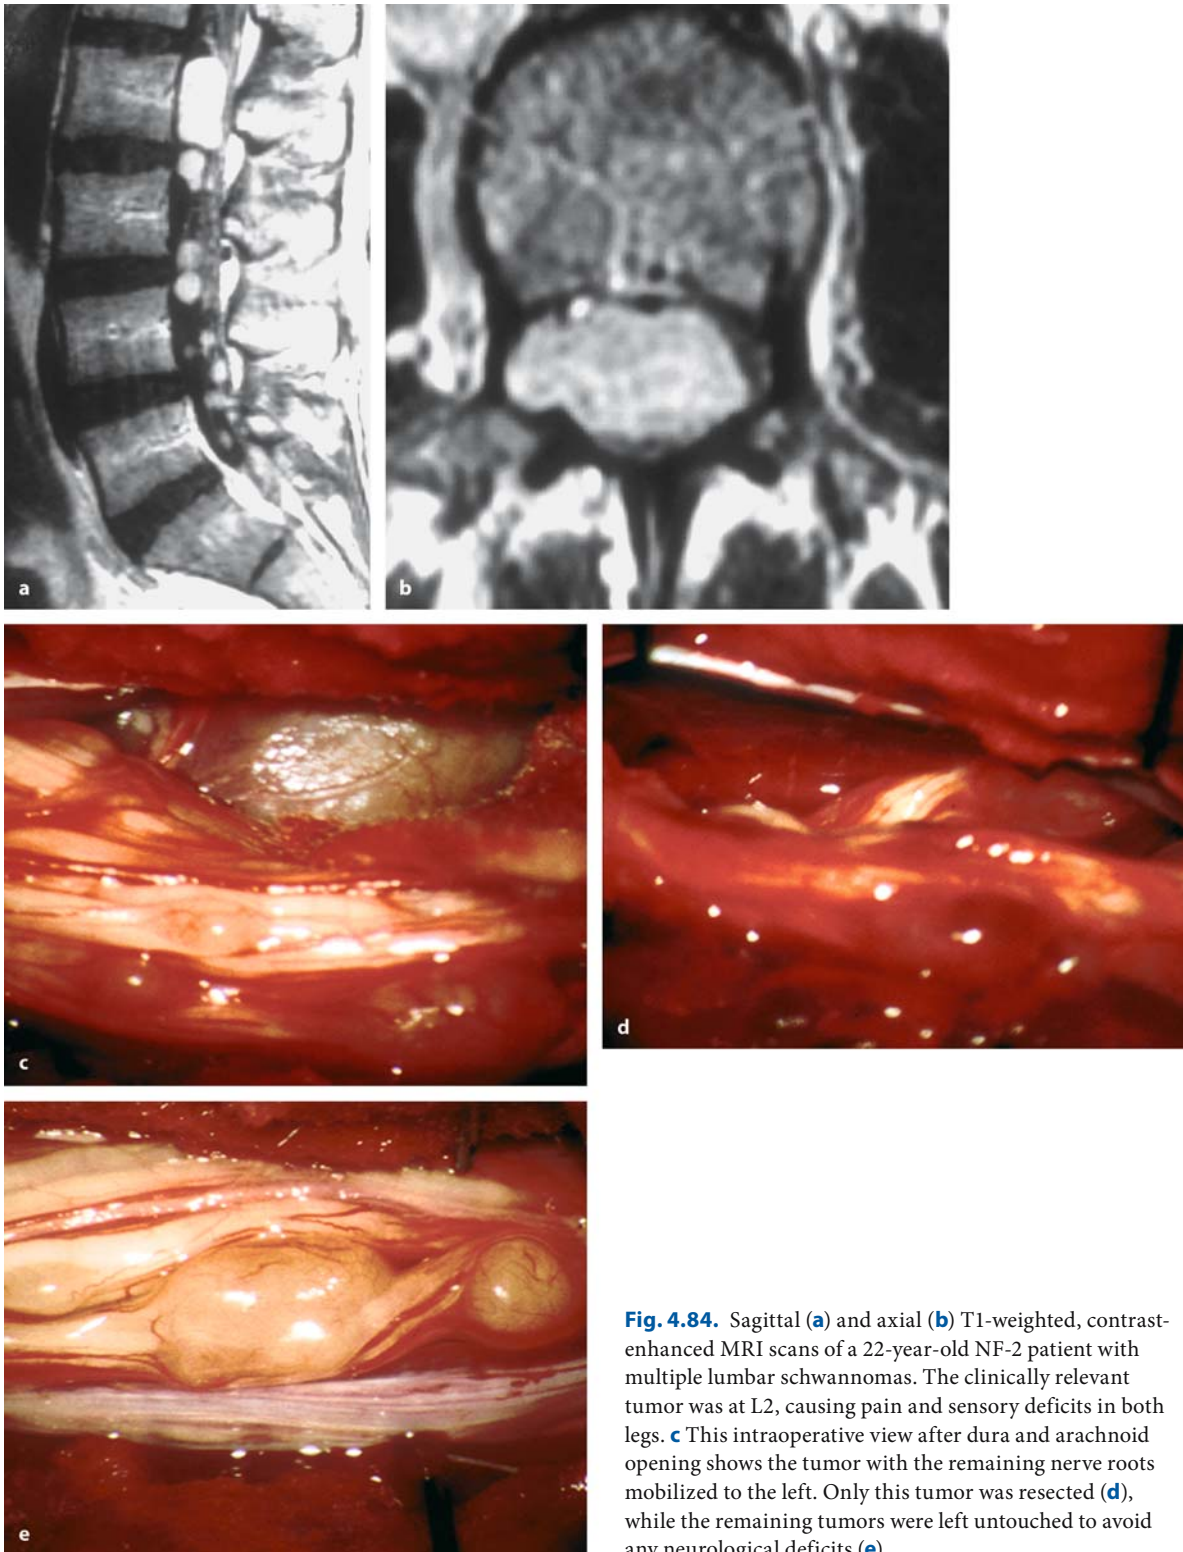 a
b
c
d
e
Fig. 4.84. Sagittal (a) and axial (b) T1-weighted, contrast-
enhanced MRI scans of a 22-year-old NF-2 patient with
multiple lumbar schwannomas. The clinically relevant
tumor was at L2, causing pain and sensory deficits in both
legs. c This intraoperative view after dura and arachnoid
opening shows the tumor with the remaining nerve roots
mobilized to the left. Only this tumor was resected (d),
while the remaining tumors were left untouched to avoid
any neurological deficits (e)